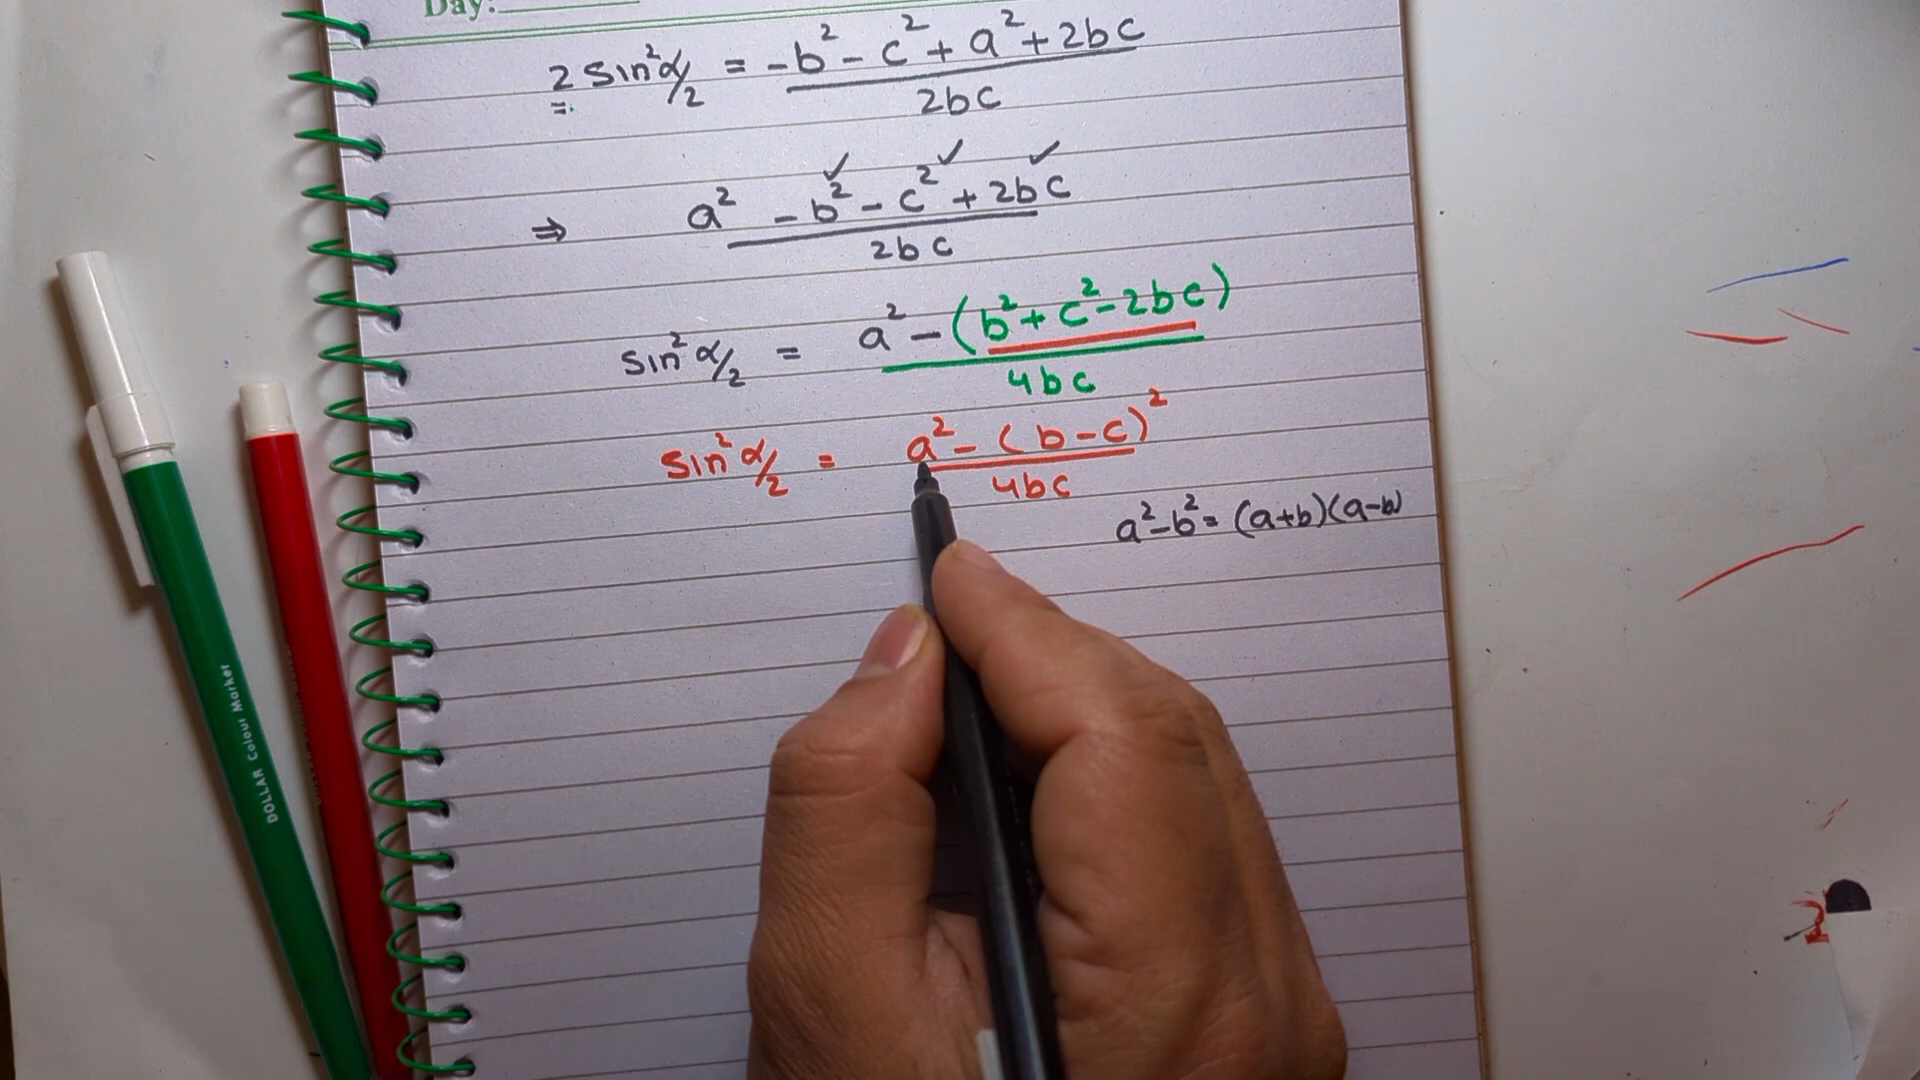 Day:
2 sin²α/2 = -b² - c² + a² + 2bc
2bc
⇒ a² - b² - c² + 2bc
2bc
sin²α/2 = a² - (b² + c² - 2bc)
4bc
sin²α/2 = a² - (b - c)²
4bc
a² - b² = (a+b)(a-b)
DOLLAR Colour Marker